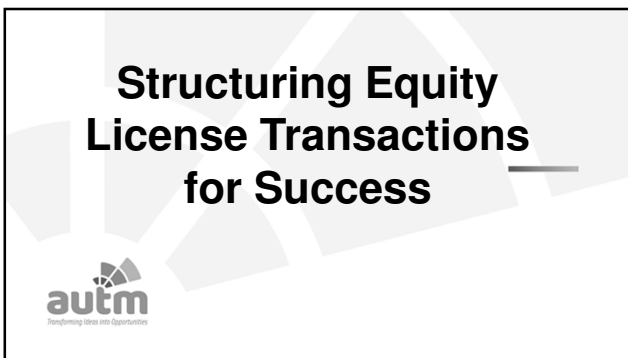 Structuring Equity
License Transactions
for Success
autm
Transforming Ideas into Opportunities